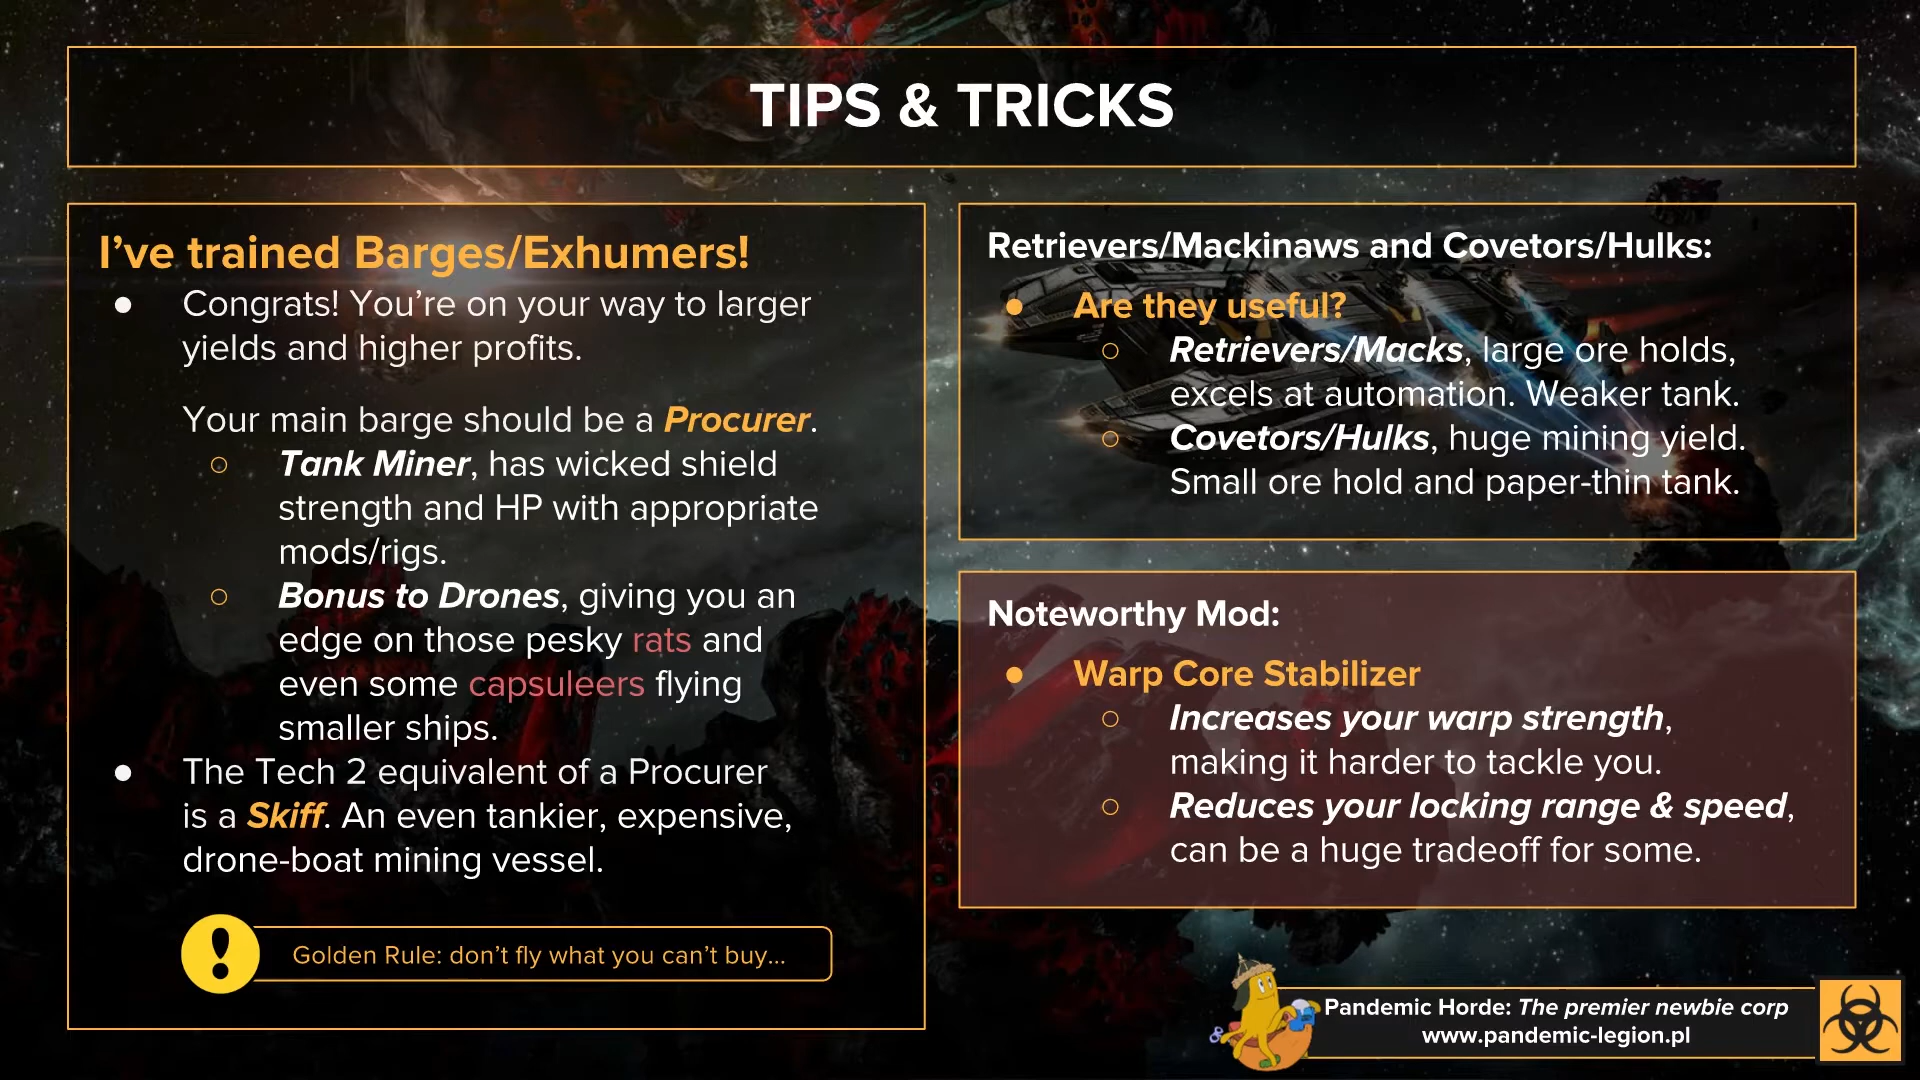 TIPS & TRICKS
I’ve trained Barges/Exhumers!
● Congrats! You’re on your way to larger
yields and higher profits.
Your main barge should be a Procurer.
○ Tank Miner, has wicked shield
strength and HP with appropriate
mods/rigs.
○ Bonus to Drones, giving you an
edge on those pesky rats and
even some capsuleers flying
smaller ships.
● The Tech 2 equivalent of a Procurer
is a Skiff. An even tankier, expensive,
drone-boat mining vessel.
Golden Rule: don’t fly what you can’t buy...
Retrievers/Mackinaws and Covetors/Hulks:
● Are they useful?
○ Retrievers/Macks, large ore holds,
excels at automation. Weaker tank.
○ Covetors/Hulks, huge mining yield.
Small ore hold and paper-thin tank.
Noteworthy Mod:
● Warp Core Stabilizer
○ Increases your warp strength,
making it harder to tackle you.
○ Reduces your locking range & speed,
can be a huge tradeoff for some.
Pandemic Horde: The premier newbie corp
www.pandemic-legion.pl